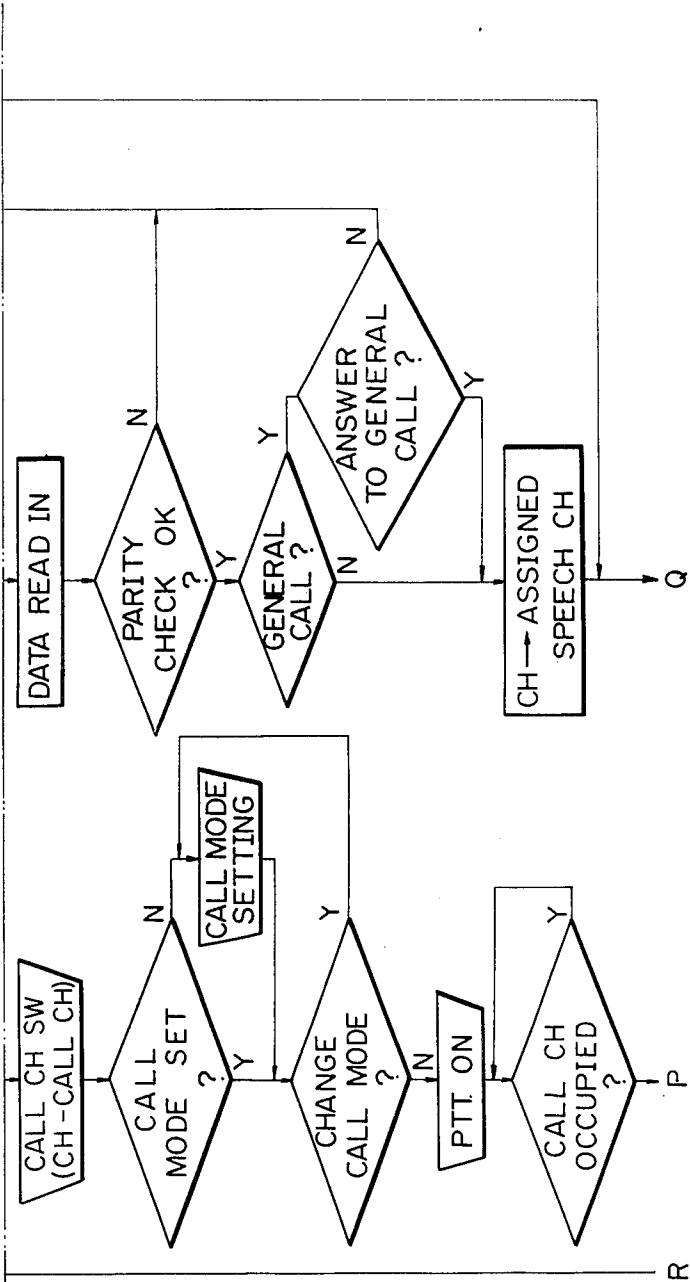 CALL CH SW
(CH-CALL CH)
CALL
MODE SET
?
N
Y
CALL MODE
SETTING
CHANGE
CALL MODE
?
Y
N
PTT. ON
CALL CH
OCCUPIED
?
Y
P
R
DATA READ IN
PARITY
CHECK OK
?
N
Y
GENERAL
CALL ?
Y
N
ANSWER
TO GENERAL
CALL ?
N
Y
CH → ASSIGNED
SPEECH CH
Q